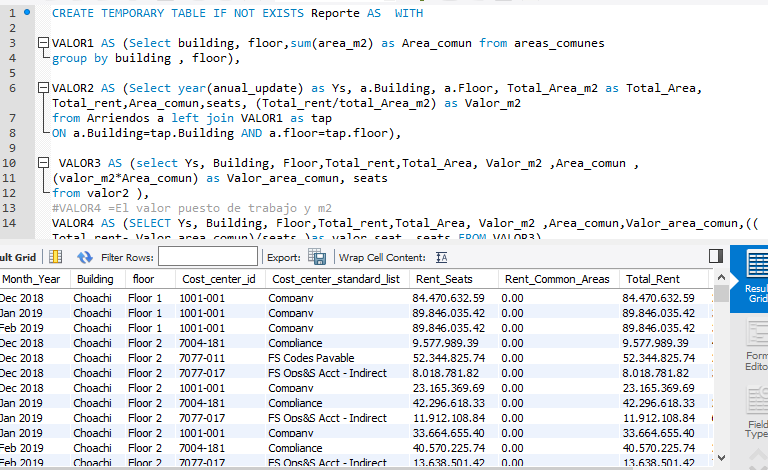 1 CREATE TEMPORARY TABLE IF NOT EXISTS Reporte AS WITH
2
3 VALOR1 AS (Select building, floor,sum(area_m2) as Area_comun from areas_comunes
4 group by building , floor),
5
6 VALOR2 AS (Select year(anual_update) as Ys, a.Building, a.Floor, Total_Area_m2 as Total_Area,
Total_rent,Area_comun,seats, (Total_rent/total_Area_m2) as Valor_m2
7 from Arriendos a left join VALOR1 as tap
8 ON a.Building=tap.Building AND a.floor=tap.floor),
9
10 VALOR3 AS (select Ys, Building, Floor,Total_rent,Total_Area, Valor_m2 ,Area_comun ,
11 (valor_m2*Area_comun) as Valor_area_comun, seats
12 from valor2 ),
13 #VALOR4 =El valor puesto de trabajo y m2
14 VALOR4 AS (SELECT Ys, Building, Floor,Total_rent,Total_Area, Valor_m2 ,Area_comun,Valor_area_comun,((
Total_rent- Valor_area_comun)/seats )as valor_seat, seats FROM VALOR3)
ult Grid Filter Rows: Export: Wrap Cell Content:
Month_Year Building floor Cost_center_id Cost_center_standard_list Rent_Seats Rent_Common_Areas Total_Rent
Dec 2018 Choachi Floor 1 1001-001 Company 84.470.632.59 0.00 84.470.632.59
Jan 2019 Choachi Floor 1 1001-001 Company 89.846.035.42 0.00 89.846.035.42
Feb 2019 Choachi Floor 1 1001-001 Company 89.846.035.42 0.00 89.846.035.42
Dec 2018 Choachi Floor 2 7004-181 Compliance 9.577.989.39 0.00 9.577.989.39
Dec 2018 Choachi Floor 2 7077-011 FS Codes Payable 52.344.825.74 0.00 52.344.825.74
Dec 2018 Choachi Floor 2 7077-017 FS Ops&S Acct - Indirect 8.018.781.82 0.00 8.018.781.82
Dec 2018 Choachi Floor 2 1001-001 Company 23.165.369.69 0.00 23.165.369.69
Jan 2019 Choachi Floor 2 7004-181 Compliance 42.296.618.33 0.00 42.296.618.33
Jan 2019 Choachi Floor 2 7077-017 FS Ops&S Acct - Indirect 11.912.108.84 0.00 11.912.108.84
Jan 2019 Choachi Floor 2 1001-001 Company 33.664.655.40 0.00 33.664.655.40
Feb 2019 Choachi Floor 2 7004-181 Compliance 40.570.225.74 0.00 40.570.225.74
Feb 2019 Choachi Floor 2 7077-017 FS Ops&S Acct - Indirect 13.638.501.42 0.00 13.638.501.42
Resul
Grid
Form
Edito
Field
Type